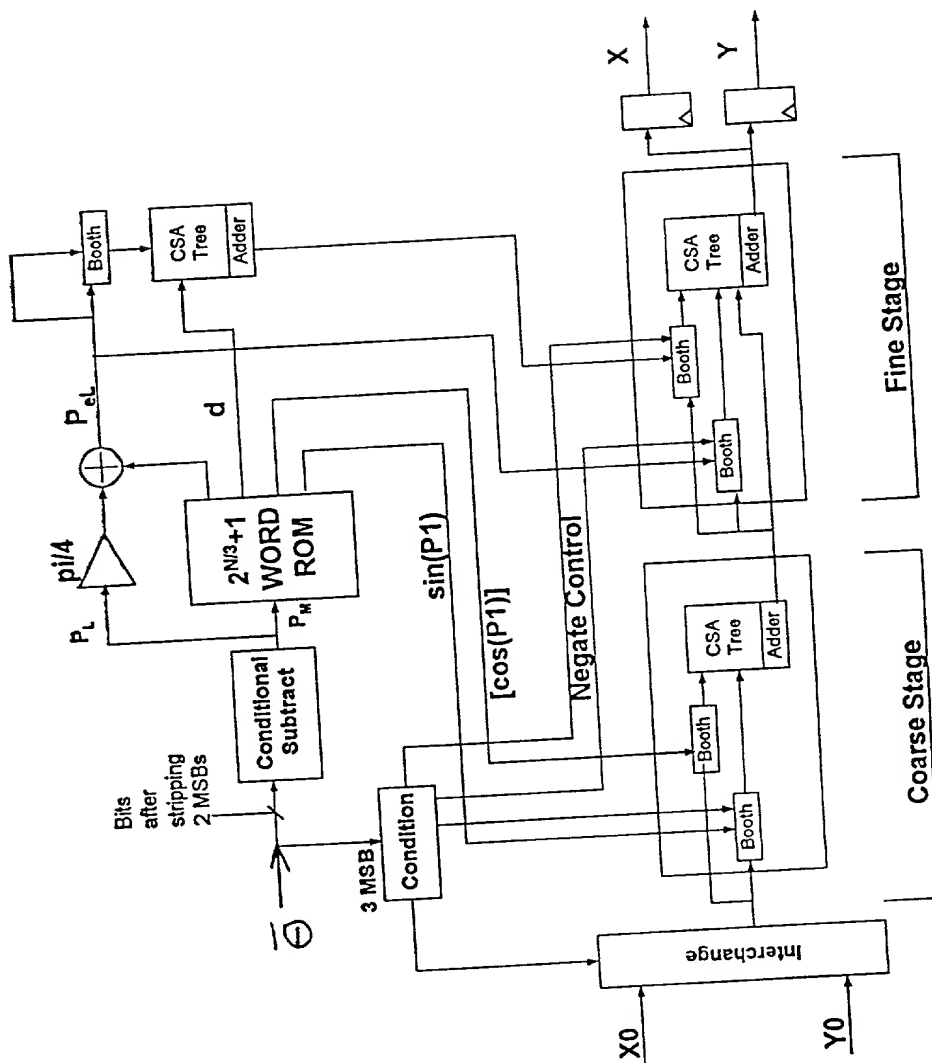 X
Y
Booth
CSA
Tree
Adder
P_eL
d
pi/4
P_L
2^N/3+1
WORD
ROM
P_M
Conditional
Subtract
Bits
after
stripping
2 MSBs
Θ̅
3 MSB
Condition
sin(P1)
[cos(P1)]
Negate Control
CSA
Tree
Adder
Booth
Booth
Fine Stage
CSA
Tree
Adder
Booth
Booth
Coarse Stage
Interchange
X0
Y0